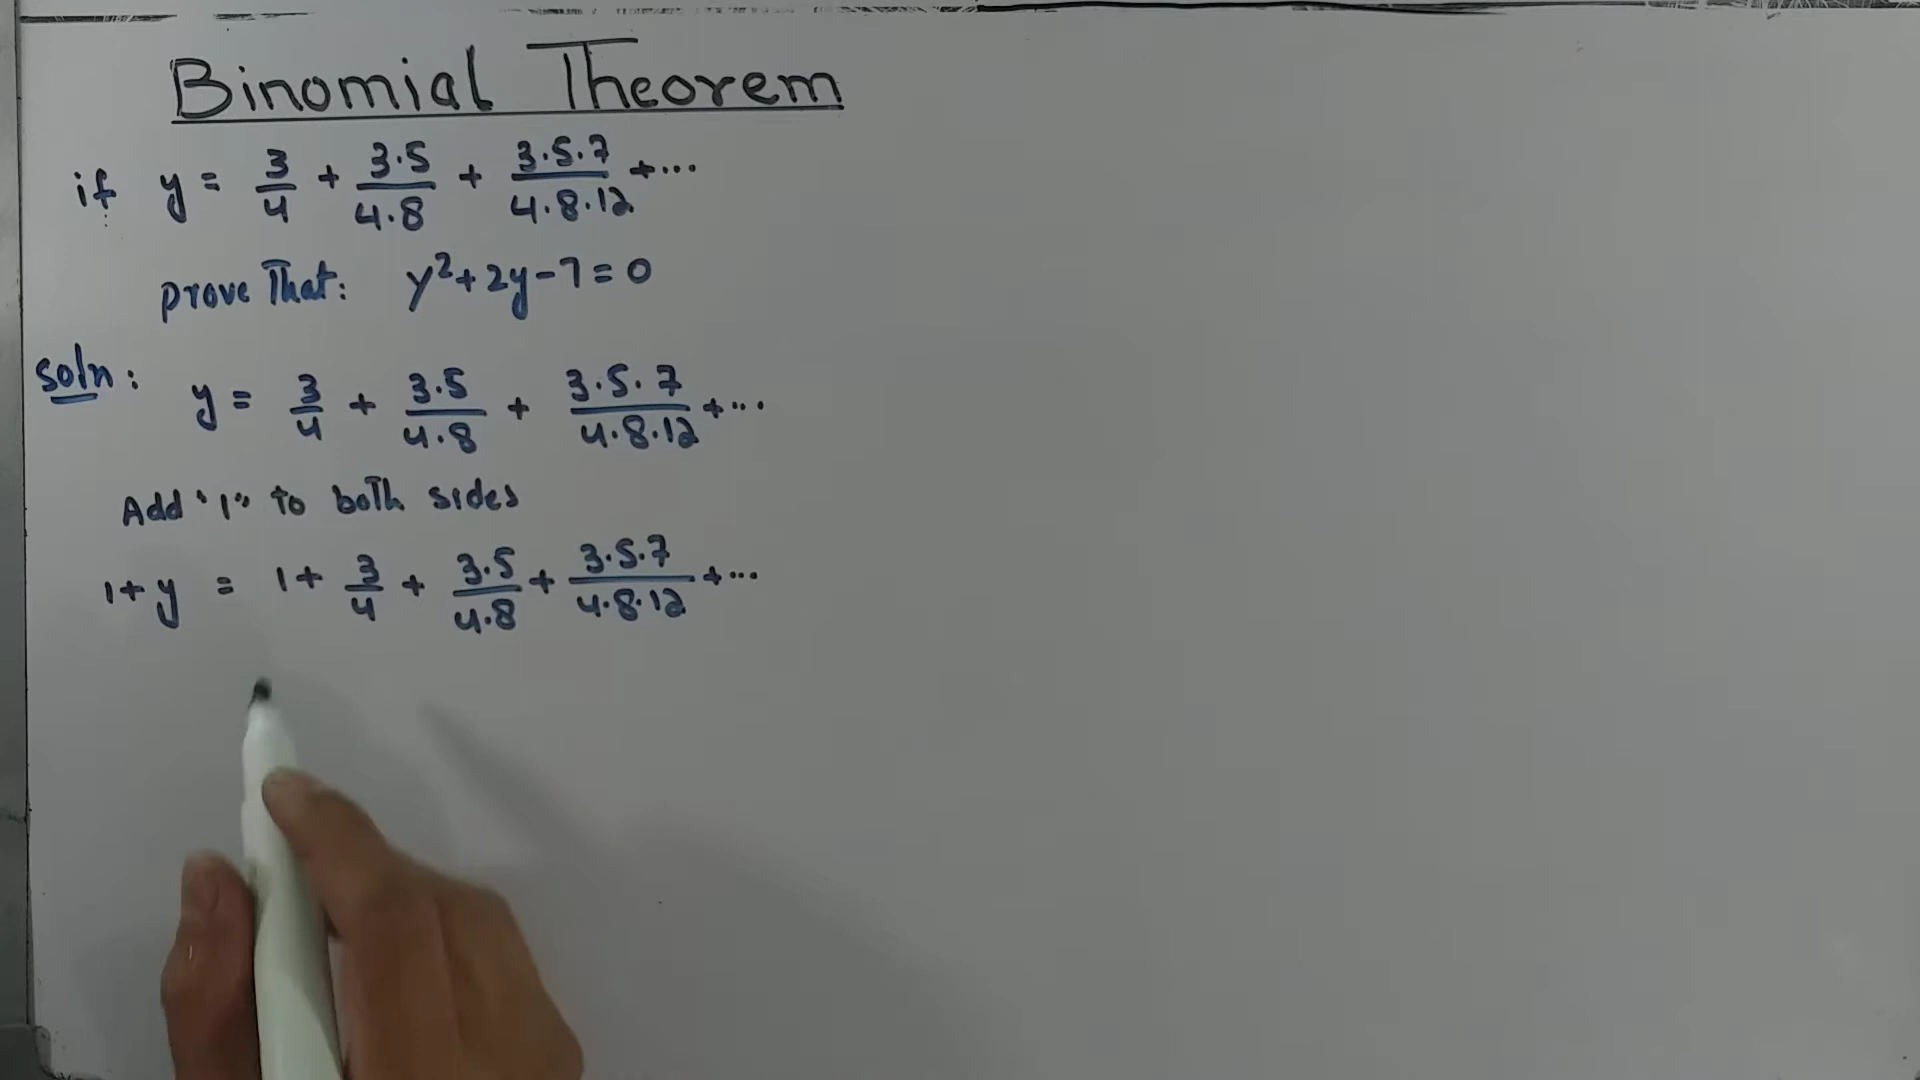 Binomial Theorem
if y = 3/4 + 3·5/4·8 + 3·5·7/4·8·12 + ...
prove That: y² + 2y - 7 = 0
Soln: y = 3/4 + 3·5/4·8 + 3·5·7/4·8·12 + ...
Add "1" to both sides
1 + y = 1 + 3/4 + 3·5/4·8 + 3·5·7/4·8·12 + ...